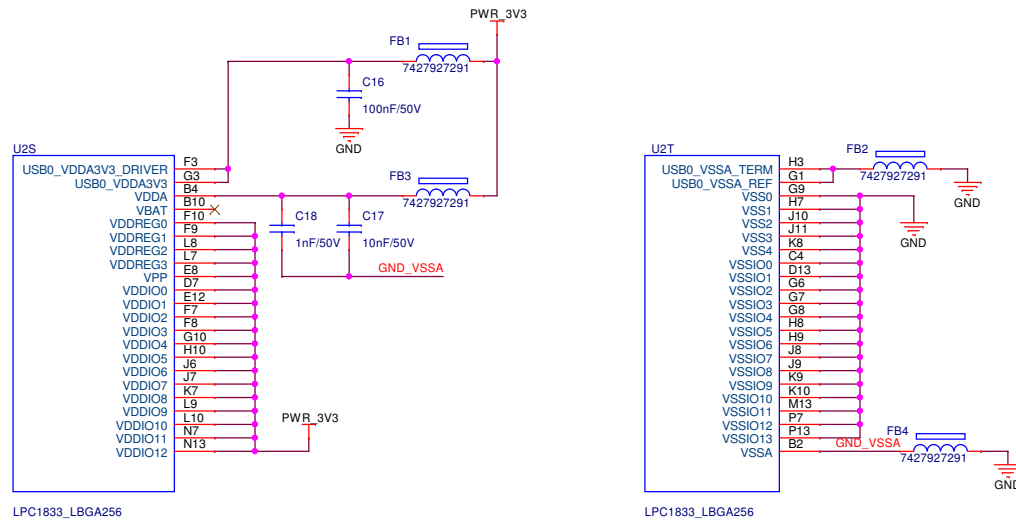 PWR_3V3
FB1
7427927291
C16
100nF/50V
GND
U2S
USB0_VDDA3V3_DRIVER F3
USB0_VDDA3V3 G3
VDDA B4
VBAT B10
VDDREG0 F10
VDDREG1 F9
VDDREG2 L8
VDDREG3 L7
VPP E8
VDDIO0 D7
VDDIO1 E12
VDDIO2 F7
VDDIO3 F8
VDDIO4 G10
VDDIO5 H10
VDDIO6 J6
VDDIO7 J7
VDDIO8 K7
VDDIO9 L9
VDDIO10 L10
VDDIO11 N7
VDDIO12 N13
LPC1833_LBGA256
FB3
7427927291
C18
1nF/50V
C17
10nF/50V
GND_VSSA
PWR_3V3
U2T
USB0_VSSA_TERM H3
USB0_VSSA_REF G1
VSS0 G9
VSS1 H7
VSS2 J10
VSS3 J11
VSS4 K8
VSSIO0 C4
VSSIO1 D13
VSSIO2 G6
VSSIO3 G7
VSSIO4 G8
VSSIO5 H8
VSSIO6 H9
VSSIO7 J8
VSSIO8 J9
VSSIO9 K9
VSSIO10 K10
VSSIO11 M13
VSSIO12 P7
VSSIO13 P13
VSSA B2
LPC1833_LBGA256
FB2
7427927291
GND
GND
GND_VSSA
FB4
7427927291
GND